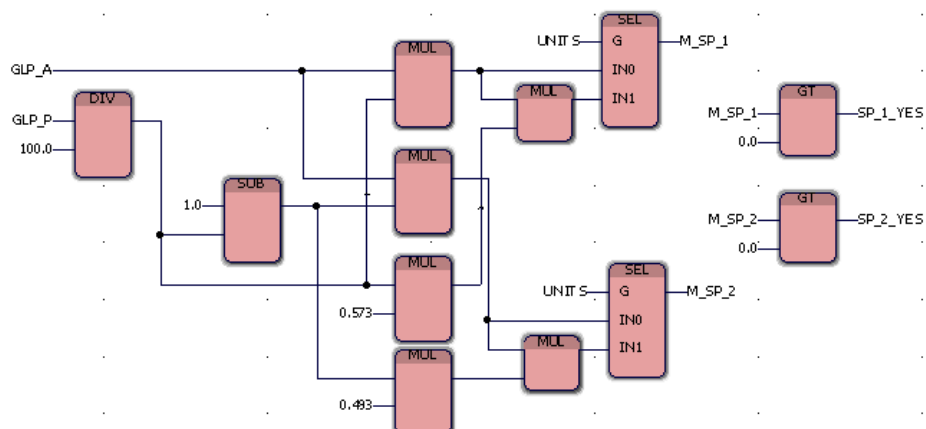 SEL
UNITS G M_SP_1
MUL
GLP_A IN0
DIV MUL IN1 GT
GLP_P M_SP_1 SP_1_YES
100.0 0.0
MUL
SUB GT
1.0 M_SP_2 SP_2_YES
0.0
MUL SEL
UNITS G M_SP_2
0.573 IN0
MUL MUL IN1
0.493